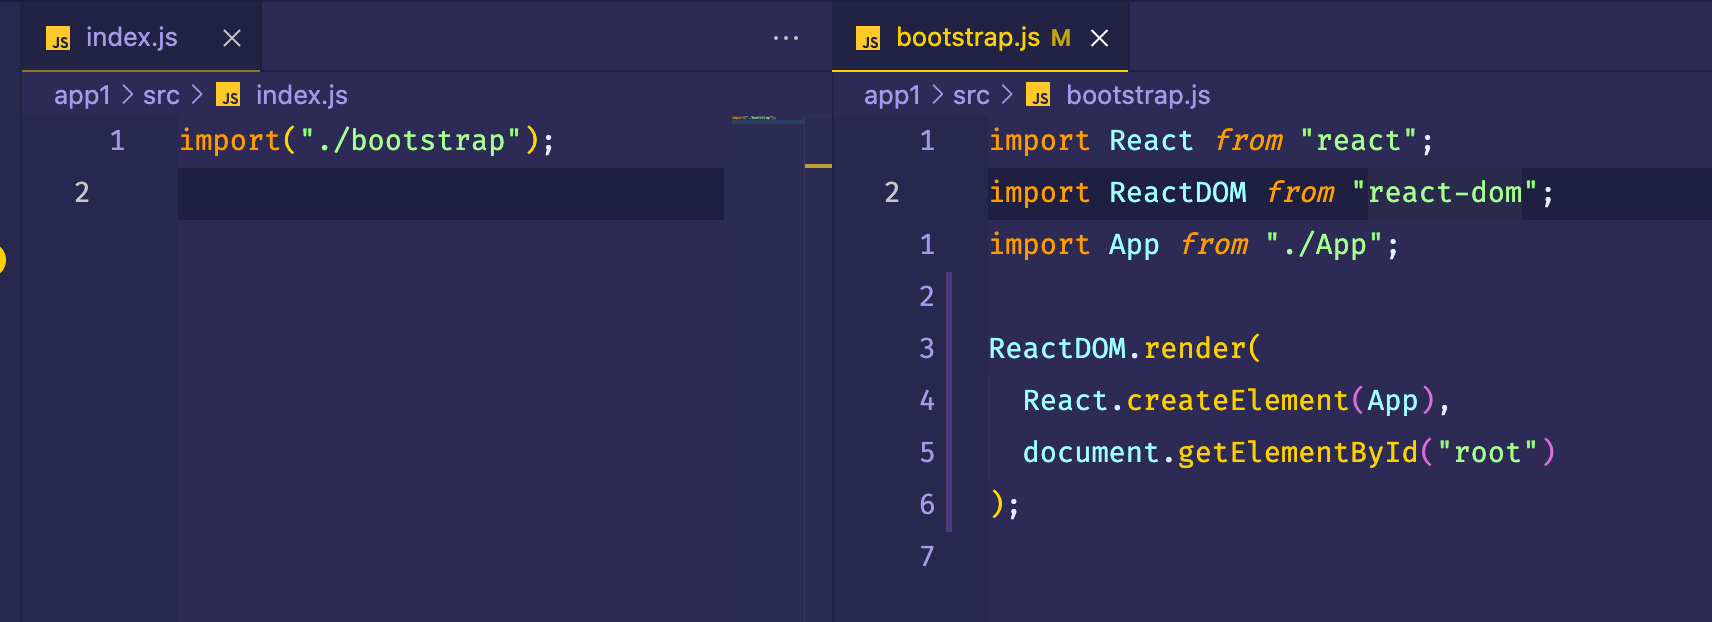 JS index.js ×
···
app1 > src > JS index.js
1 import("./bootstrap");
2
JS bootstrap.js M ×
app1 > src > JS bootstrap.js
1 import React from "react";
2 import ReactDOM from "react-dom";
1 import App from "./App";
2
3 ReactDOM.render(
4 React.createElement(App),
5 document.getElementById("root")
6 );
7